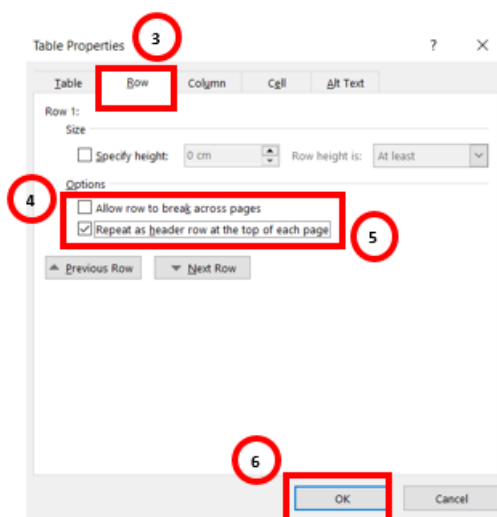 3
Table Properties ? ×
Table Row Column Cell Alt Text
Row 1:
Size
Specify height: 0 cm Row height is: At least
Options
4
Allow row to break across pages
Repeat as header row at the top of each page
5
Previous Row Next Row
6
OK Cancel